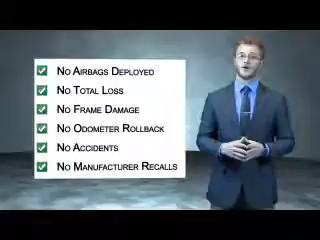 No Airbags Deployed
No Total Loss
No Frame Damage
No Odometer Rollback
No Accidents
No Manufacturer Recalls